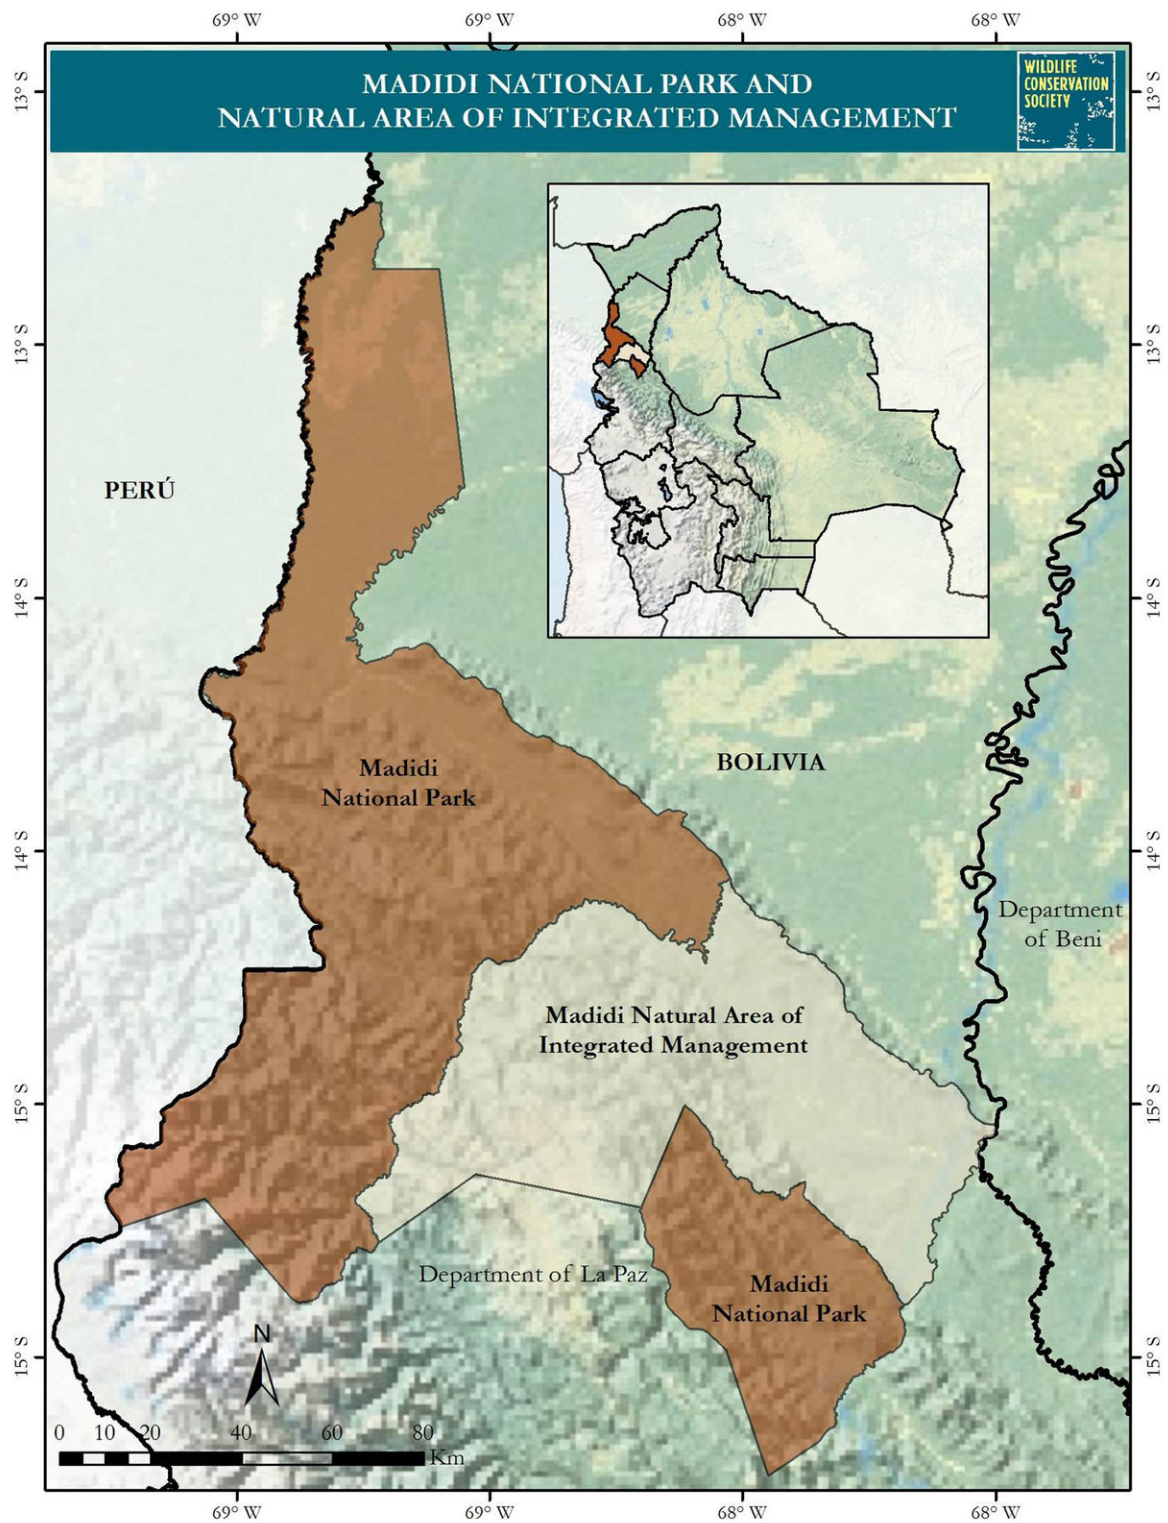 69° W 69° W 68° W 68° W
MADIDI NATIONAL PARK AND
NATURAL AREA OF INTEGRATED MANAGEMENT
WILDLIFE
CONSERVATION
SOCIETY
13° S 13° S
13° S 13° S
PERÚ
14° S 14° S
BOLIVIA
Madidi
National Park
14° S 14° S
Department
of Beni
Madidi Natural Area of
Integrated Management
15° S 15° S
Department of La Paz
Madidi
National Park
N
15° S 15° S
0 10 20 40 60 80
Km
69° W 69° W 68° W 68° W